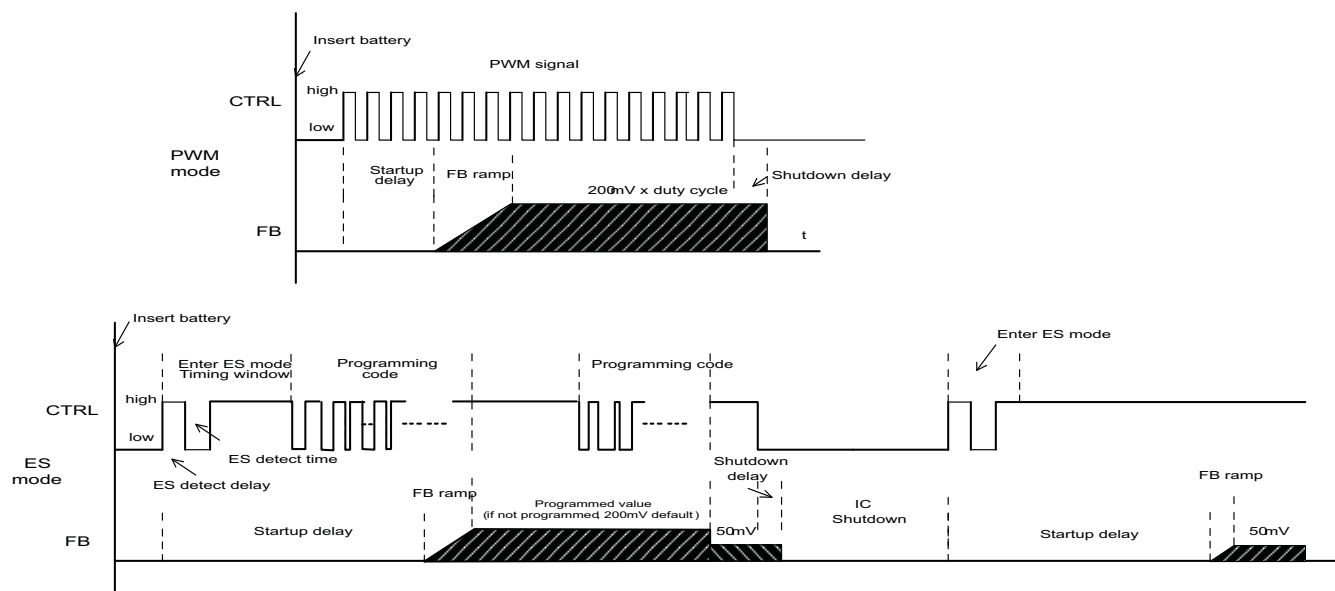 Insert battery
PWM signal
CTRL
high
low
PWM
mode
Startup
delay
FB ramp
Shutdown delay
200mV x duty cycle
FB
t
Insert battery
Enter ES mode
Enter ES mode
Timing window
Programming
code
Programming code
CTRL
high
low
ES detect time
ES
mode
ES detect delay
Shutdown
delay
FB ramp
FB ramp
Programmed value
(if not programmed, 200mV default)
IC
Shutdown
Startup delay
50mV
Startup delay
50mV
FB